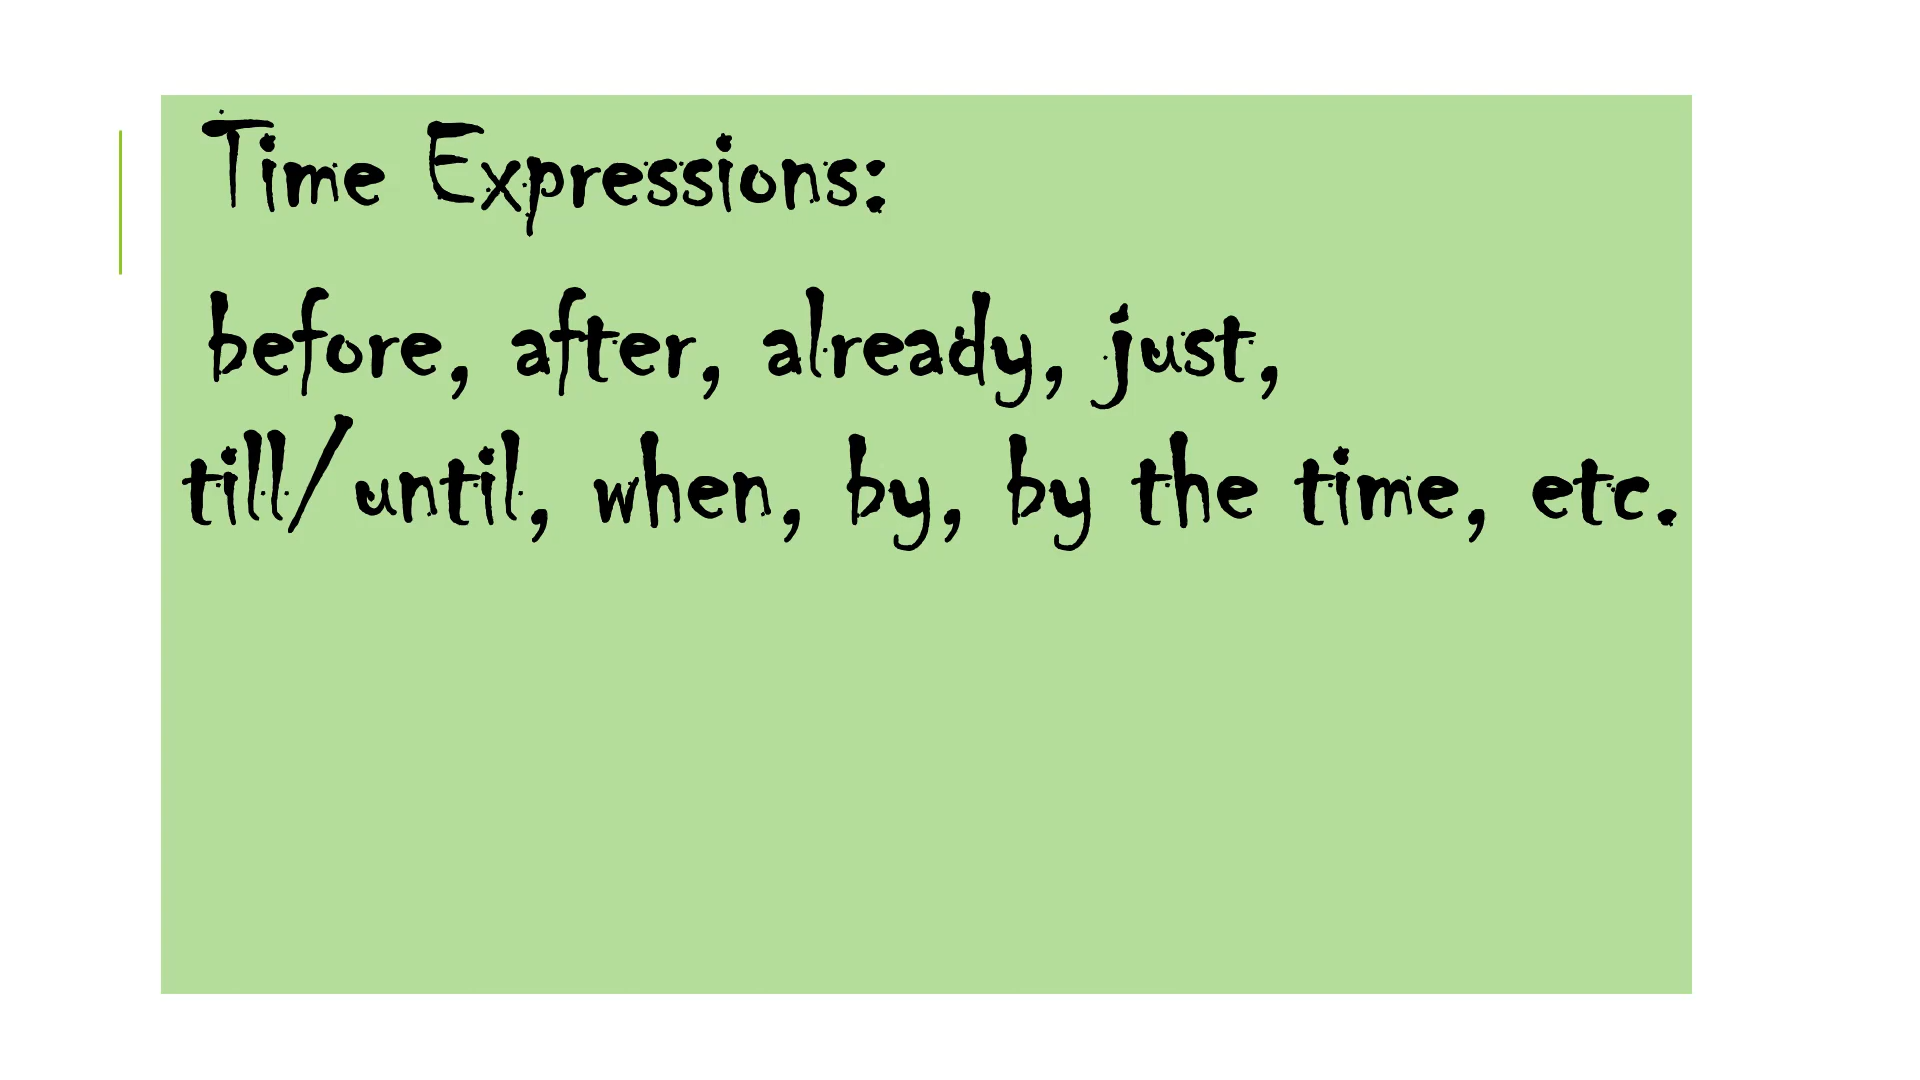 Time Expressions:
before, after, already, just,
till/until, when, by, by the time, etc.